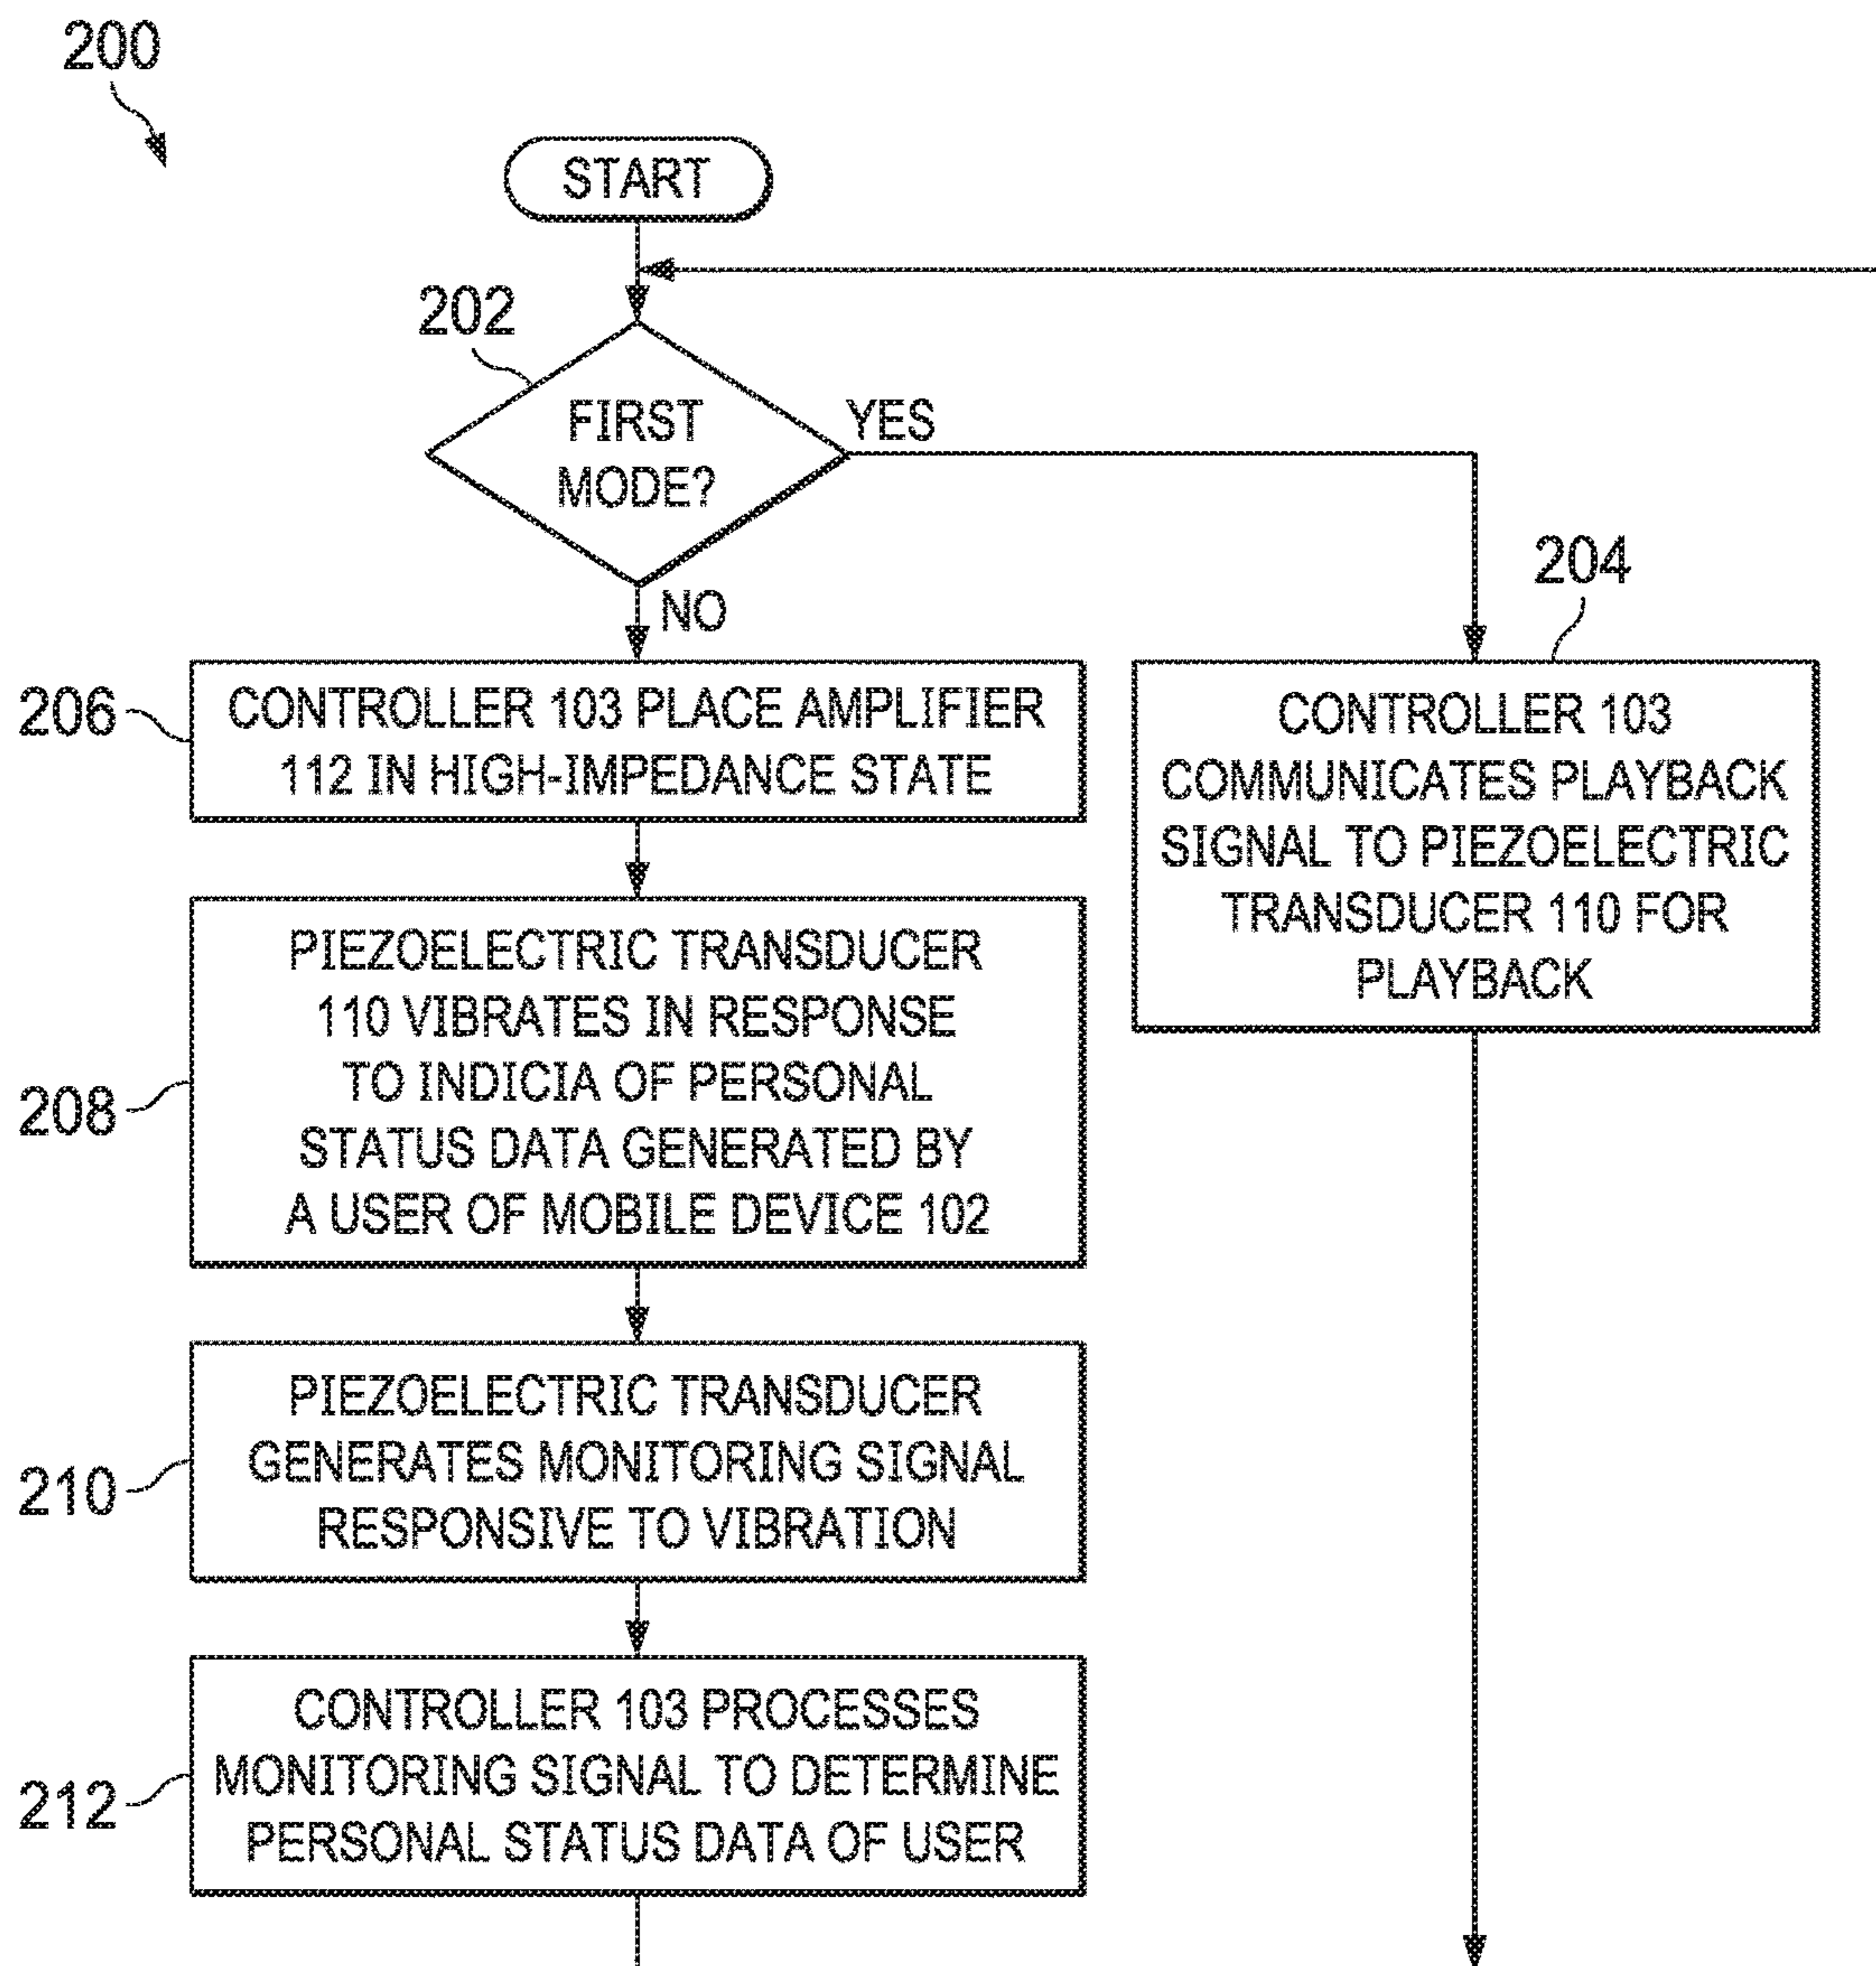 200
START
202
FIRST
MODE?
YES
NO
204
206
CONTROLLER 103 PLACE AMPLIFIER
112 IN HIGH-IMPEDANCE STATE
CONTROLLER 103
COMMUNICATES PLAYBACK
SIGNAL TO PIEZOELECTRIC
TRANSDUCER 110 FOR
PLAYBACK
208
PIEZOELECTRIC TRANSDUCER
110 VIBRATES IN RESPONSE
TO INDICIA OF PERSONAL
STATUS DATA GENERATED BY
A USER OF MOBILE DEVICE 102
210
PIEZOELECTRIC TRANSDUCER
GENERATES MONITORING SIGNAL
RESPONSIVE TO VIBRATION
212
CONTROLLER 103 PROCESSES
MONITORING SIGNAL TO DETERMINE
PERSONAL STATUS DATA OF USER